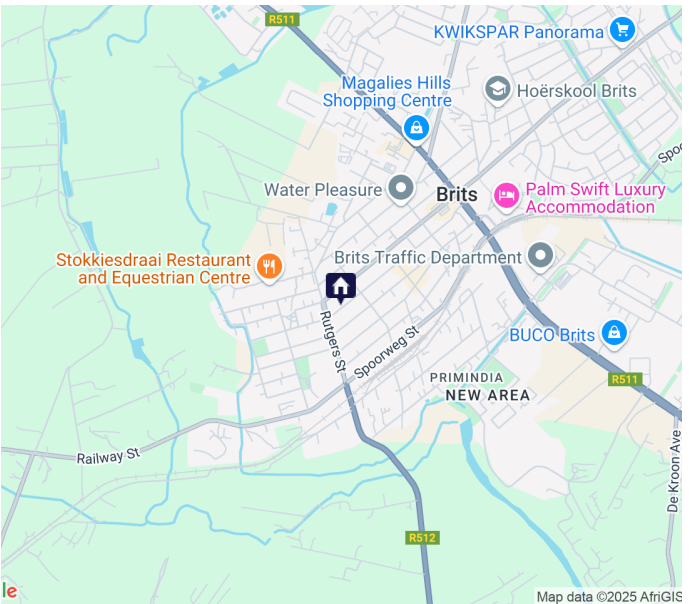 R511
KWIKSPAR Panorama
Magalies Hills
Shopping Centre
Hoërskool Brits
Water Pleasure
Brits
Palm Swift Luxury
Accommodation
Stokkiesdraai Restaurant
and Equestrian Centre
Brits Traffic Department
Rutgers St
Spoorweg St
BUCO Brits
PRIMINDIA
NEW AREA
R511
Railway St
De Kroon Ave
R512
Map data ©2025 AfriGIS